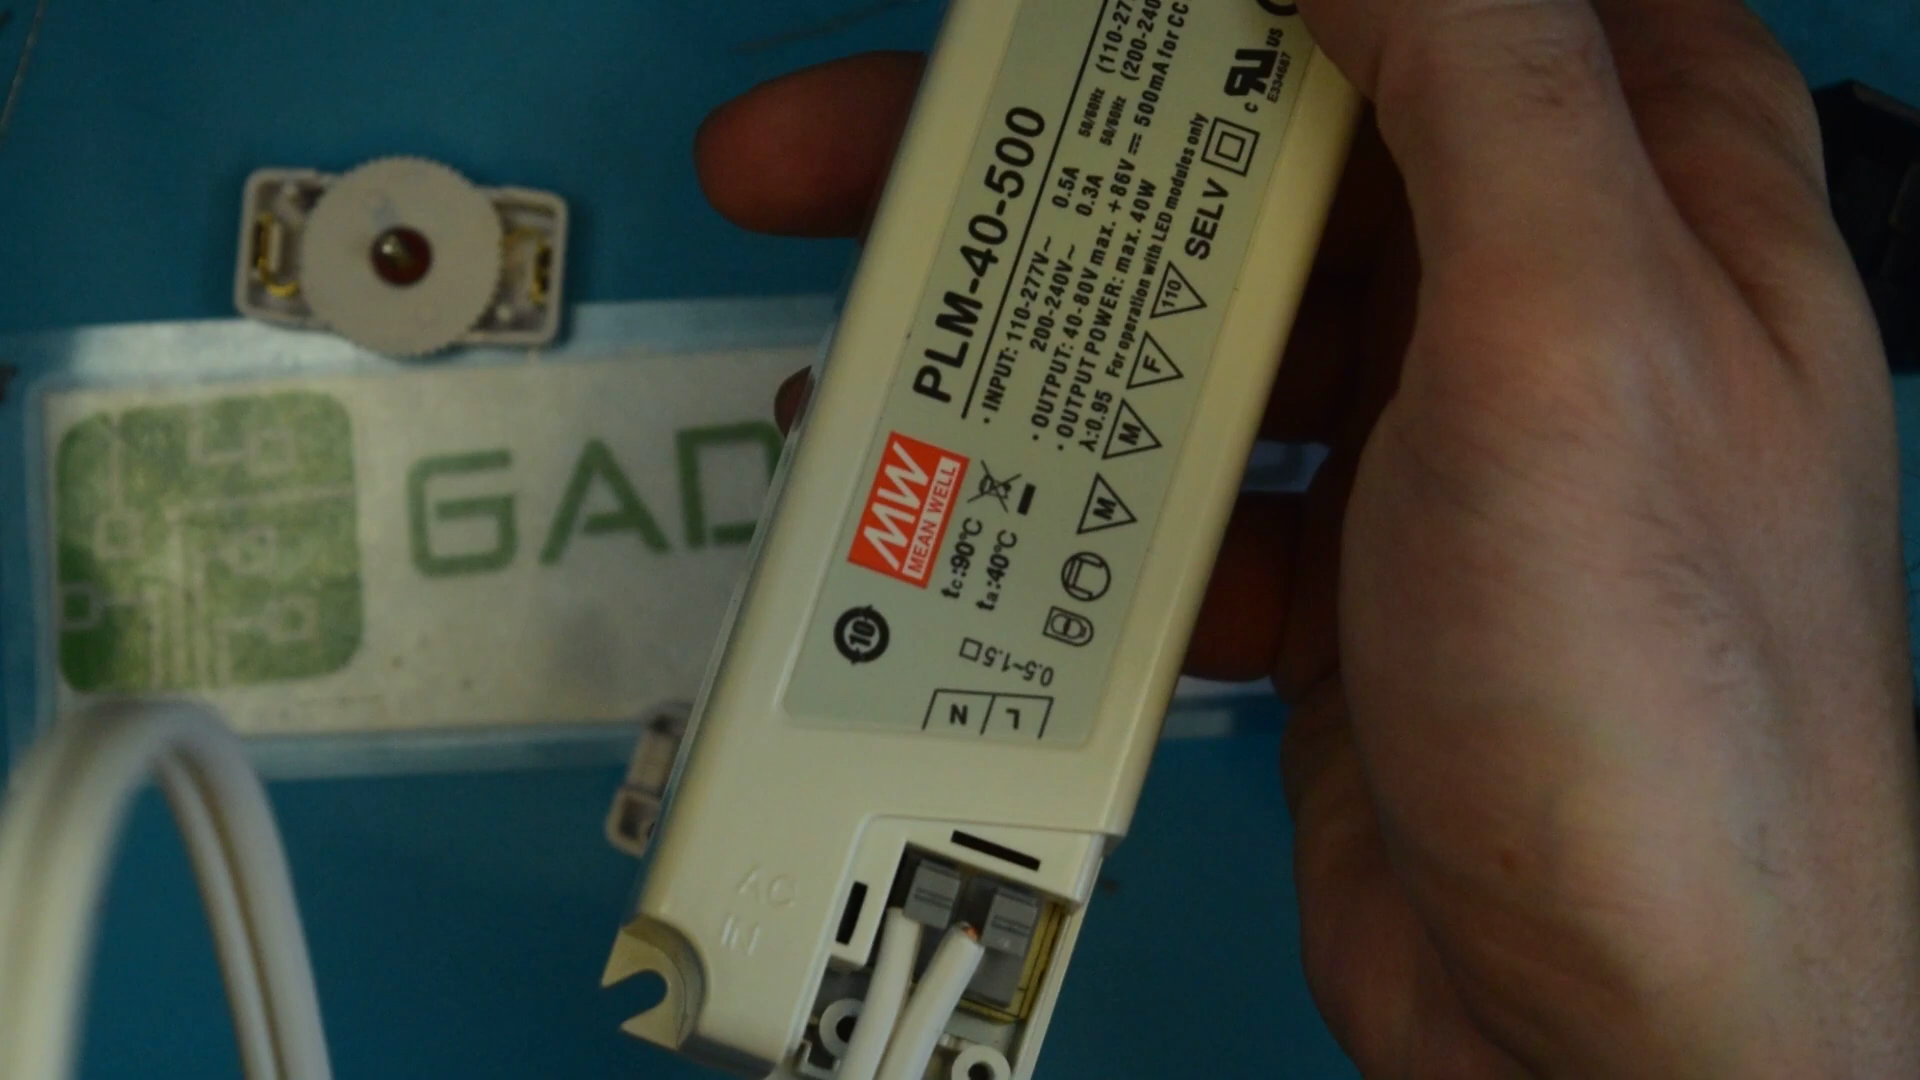 PLM-40-500
· INPUT: 110-277V~ 0.5A 50/60Hz (110-27
200-240V~ 0.3A 50/60Hz (200-240
· OUTPUT: 40-80V max. +86V ⎓ 500mA for CC
· OUTPUT POWER: max. 40W
λ:0.95 For operation with LED modules only
M M F 110 SELV
c US
E334687
MW
MEAN WELL
tc:90°C
ta:40°C
10
0.5~1.5□
N L
AC
IN
GAD